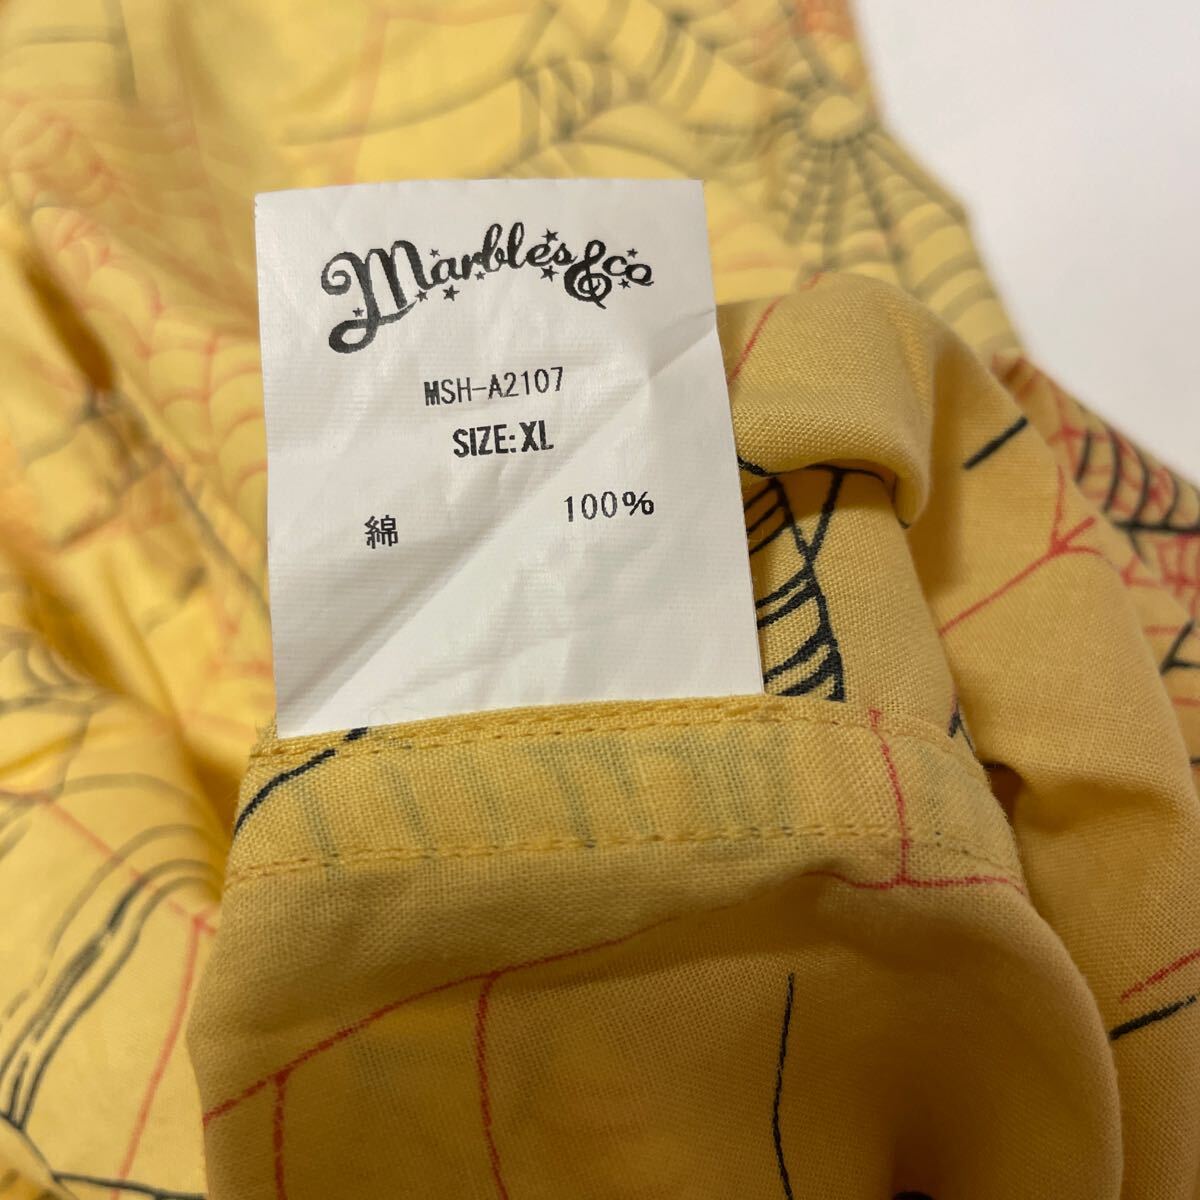 Marbles&co
MSH-A2107
SIZE:XL
綿 100%